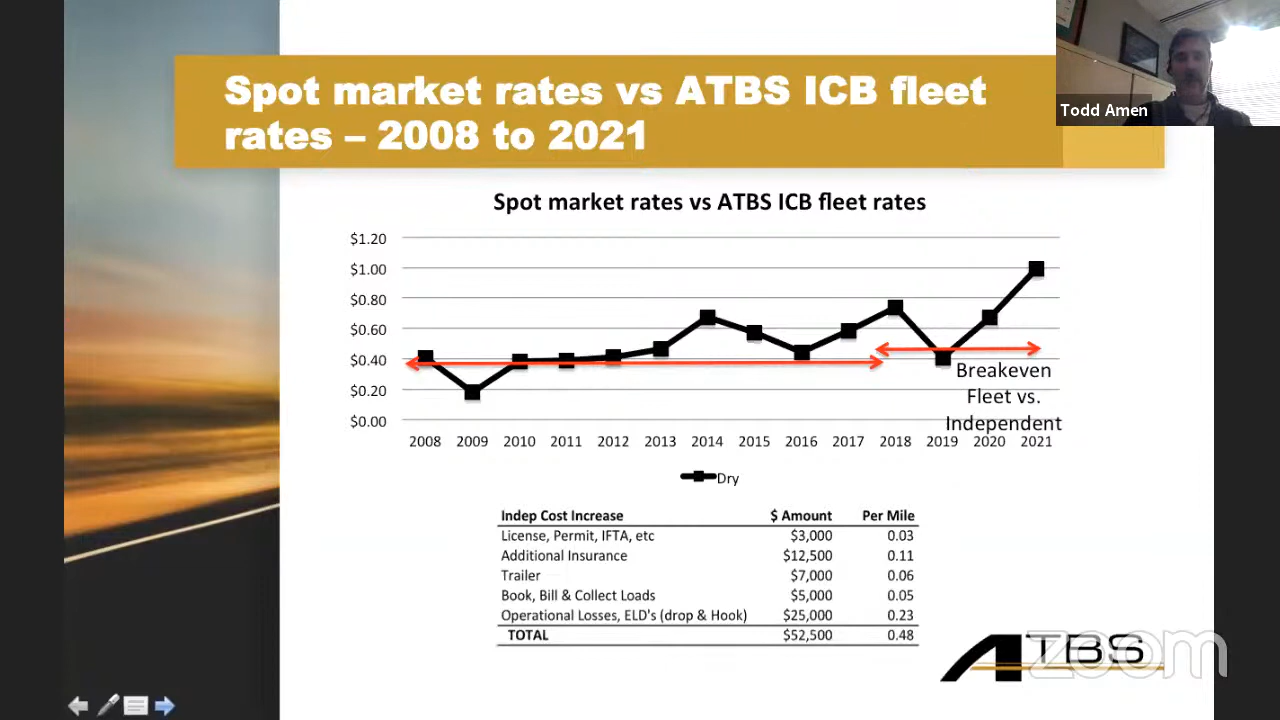 Spot market rates vs ATBS ICB fleet
rates – 2008 to 2021
Todd Amen
Spot market rates vs ATBS ICB fleet rates
$1.20
$1.00
$0.80
$0.60
$0.40
$0.20
$0.00
Breakeven
Fleet vs.
Independent
2008 2009 2010 2011 2012 2013 2014 2015 2016 2017 2018 2019 2020 2021
Dry
Indep Cost Increase $ Amount Per Mile
License, Permit, IFTA, etc $3,000 0.03
Additional Insurance $12,500 0.11
Trailer $7,000 0.06
Book, Bill & Collect Loads $5,000 0.05
Operational Losses, ELD's (drop & Hook) $25,000 0.23
TOTAL $52,500 0.48
ATBS
zoom